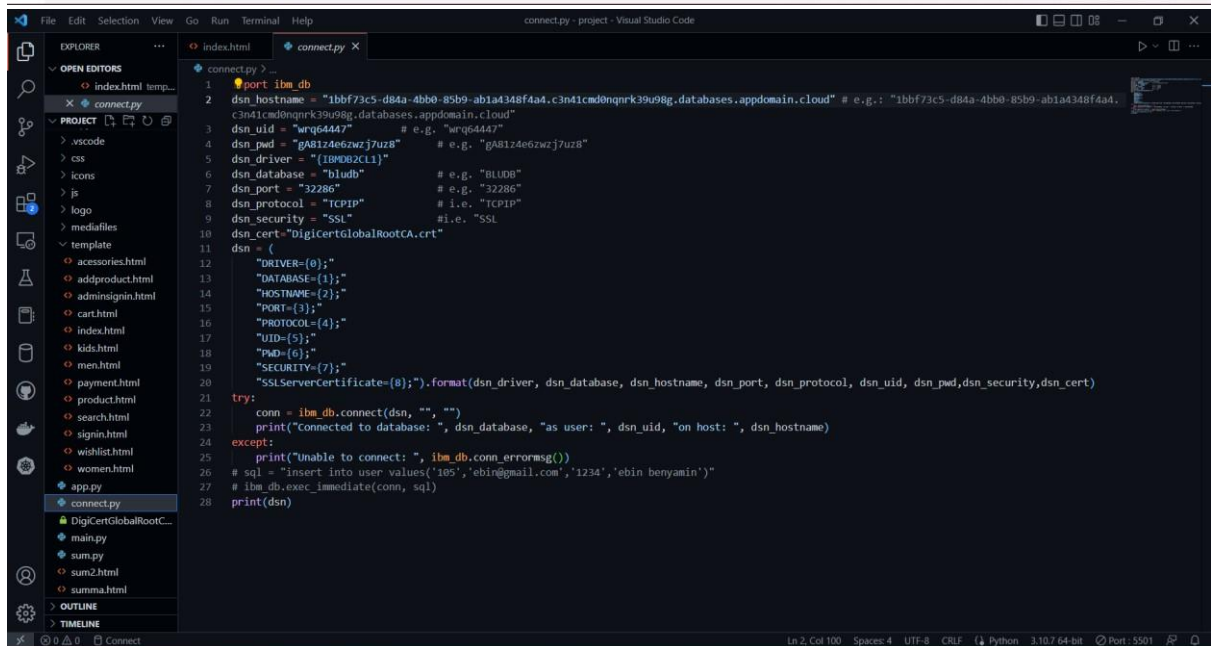 File Edit Selection View Go Run Terminal Help
connect.py - project - Visual Studio Code
EXPLORER
OPEN EDITORS
index.html temp...
connect.py
PROJECT
.vscode
css
icons
js
logo
mediafiles
template
acessories.html
addproduct.html
adminsignin.html
cart.html
index.html
kids.html
men.html
payment.html
product.html
search.html
signin.html
wishlist.html
women.html
app.py
connect.py
DigiCertGlobalRootC...
main.py
sum.py
sum2.html
summa.html
OUTLINE
TIMELINE
2
index.html connect.py
connect.py > ...
1 port ibm_db
2 dsn_hostname = "1bbf73c5-d84a-4bb0-85b9-ab1a4348f4a4.c3n41cmd0nqnrk39u98g.databases.appdomain.cloud" # e.g.: "1bbf73c5-d84a-4bb0-85b9-ab1a4348f4a4.
c3n41cmd0nqnrk39u98g.databases.appdomain.cloud"
3 dsn_uid = "wrq64447" # e.g. "wrq64447"
4 dsn_pwd = "gA81z4e6zwzj7uz8" # e.g. "gA81z4e6zwzj7uz8"
5 dsn_driver = "{IBMDB2CL1}"
6 dsn_database = "bludb" # e.g. "BLUDB"
7 dsn_port = "32286" # e.g. "32286"
8 dsn_protocol = "TCPIP" # i.e. "TCPIP"
9 dsn_security = "SSL" #i.e. "SSL
10 dsn_cert="DigiCertGlobalRootCA.crt"
11 dsn = (
12 "DRIVER={0};"
13 "DATABASE={1};"
14 "HOSTNAME={2};"
15 "PORT={3};"
16 "PROTOCOL={4};"
17 "UID={5};"
18 "PWD={6};"
19 "SECURITY={7};"
20 "SSLServerCertificate={8};").format(dsn_driver, dsn_database, dsn_hostname, dsn_port, dsn_protocol, dsn_uid, dsn_pwd,dsn_security,dsn_cert)
21 try:
22 conn = ibm_db.connect(dsn, "", "")
23 print("Connected to database: ", dsn_database, "as user: ", dsn_uid, "on host: ", dsn_hostname)
24 except:
25 print("Unable to connect: ", ibm_db.conn_errormsg())
26 # sql = "insert into user values('105','ebin@gmail.com','1234','ebin benyamin')"
27 # ibm_db.exec_immediate(conn, sql)
28 print(dsn)
0 0 Connect
Ln 2, Col 100 Spaces: 4 UTF-8 CRLF Python 3.10.7 64-bit Port : 5501